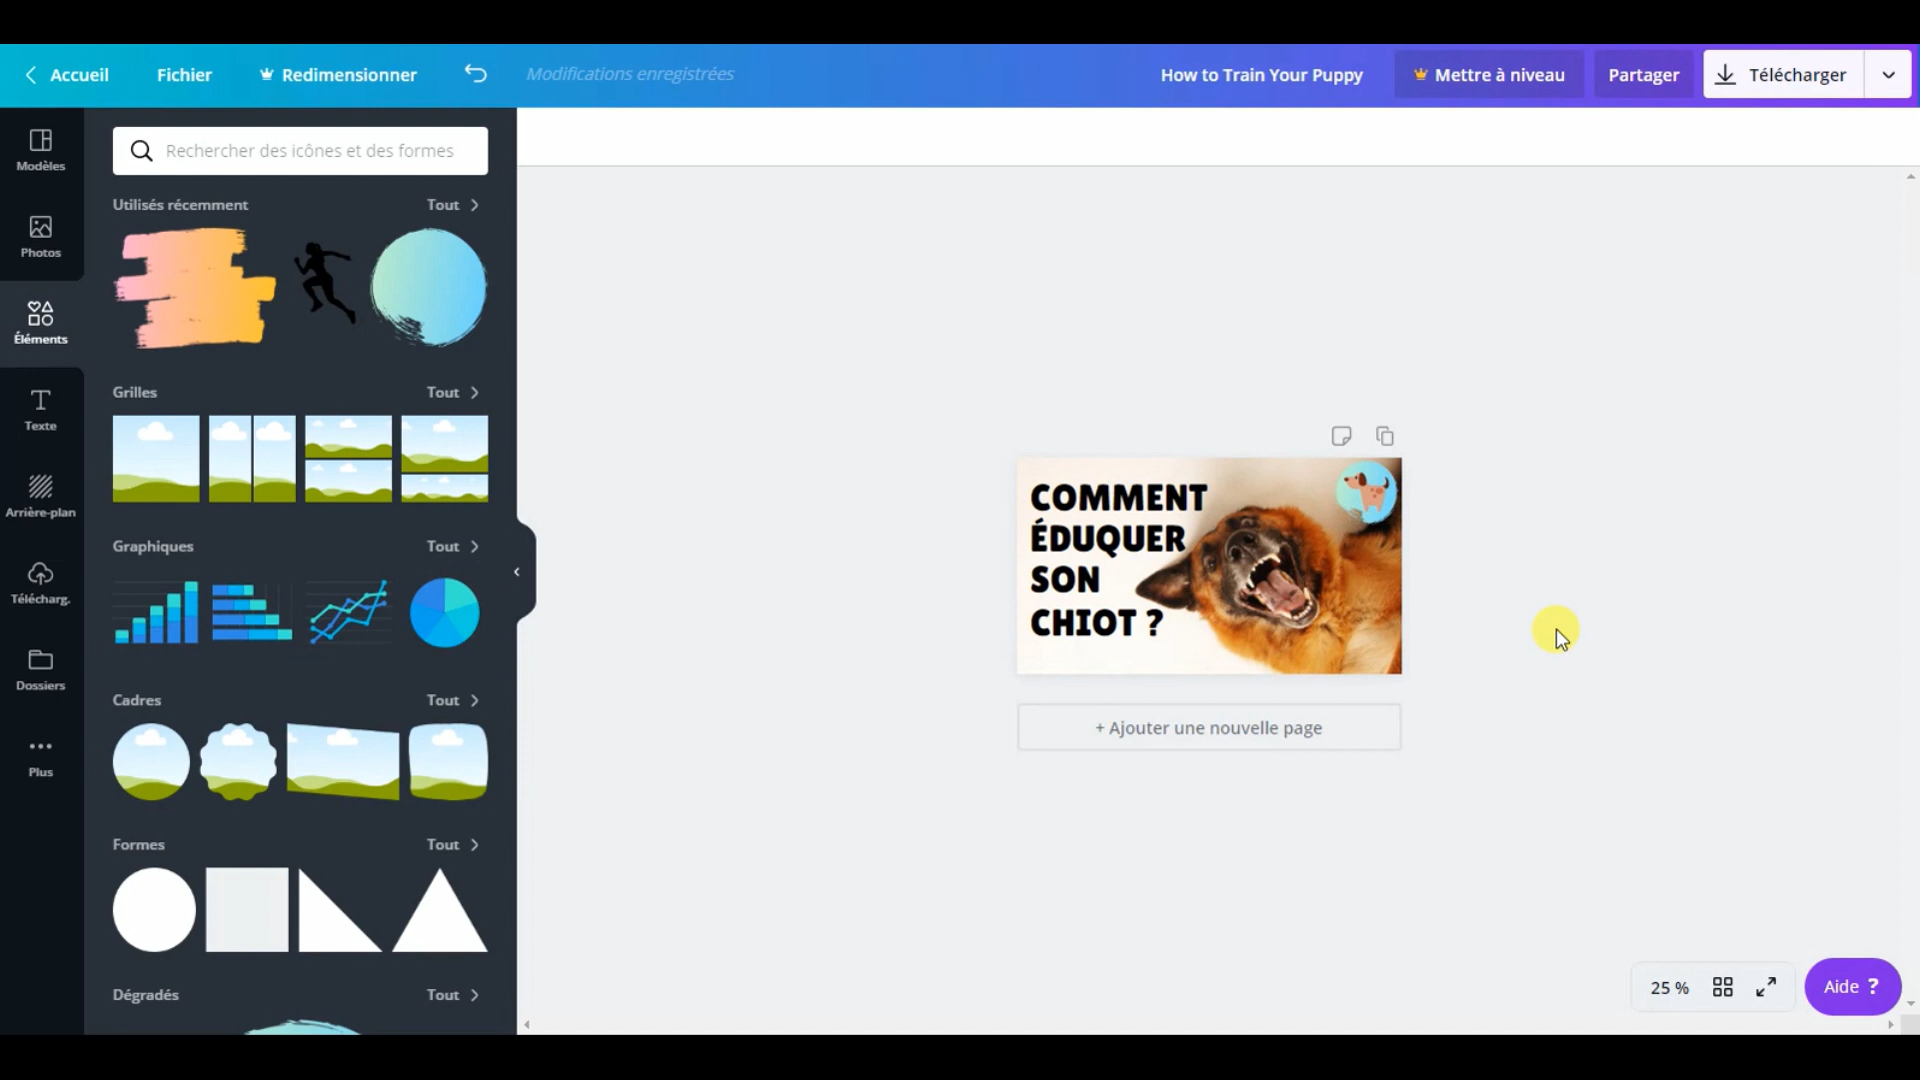 Accueil
Fichier
Redimensionner
Modifications enregistrées
How to Train Your Puppy
Mettre à niveau
Partager
Télécharger
Modèles
Photos
Éléments
Texte
Arrière-plan
Télécharg.
Dossiers
Plus
Rechercher des icônes et des formes
Utilisés récemment
Tout
Grilles
Tout
Graphiques
Tout
Cadres
Tout
Formes
Tout
Dégradés
Tout
COMMENT
ÉDUQUER
SON
CHIOT ?
+ Ajouter une nouvelle page
25 %
Aide ?